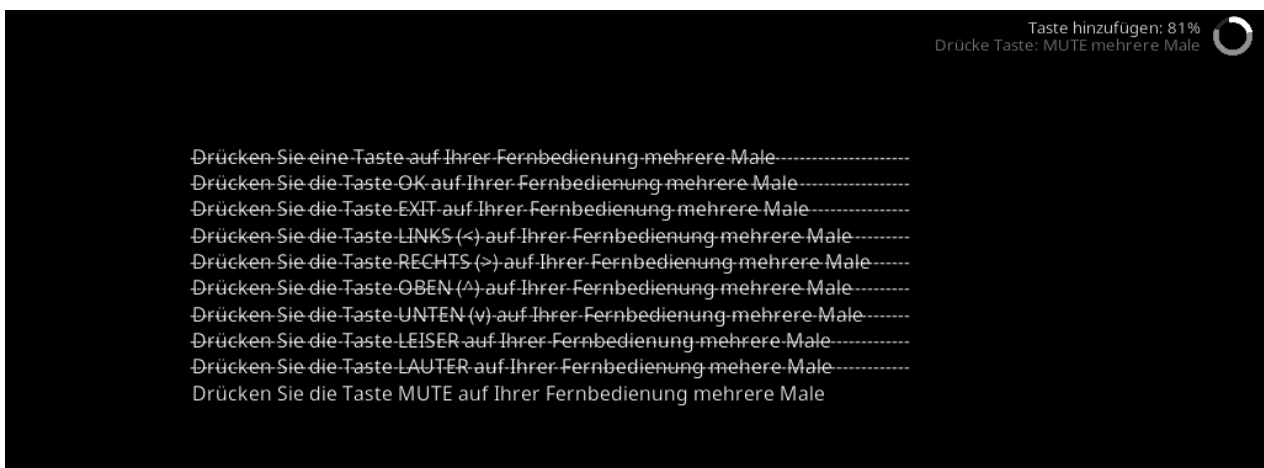 Taste hinzufügen: 81%
Drücke Taste: MUTE mehrere Male
Drücken Sie eine Taste auf Ihrer Fernbedienung mehrere Male
Drücken Sie die Taste OK auf Ihrer Fernbedienung mehrere Male
Drücken Sie die Taste EXIT auf Ihrer Fernbedienung mehrere Male
Drücken Sie die Taste LINKS (<) auf Ihrer Fernbedienung mehrere Male
Drücken Sie die Taste RECHTS (>) auf Ihrer Fernbedienung mehrere Male
Drücken Sie die Taste OBEN (^) auf Ihrer Fernbedienung mehrere Male
Drücken Sie die Taste UNTEN (v) auf Ihrer Fernbedienung mehrere Male
Drücken Sie die Taste LEISER auf Ihrer Fernbedienung mehrere Male
Drücken Sie die Taste LAUTER auf Ihrer Fernbedienung mehere Male
Drücken Sie die Taste MUTE auf Ihrer Fernbedienung mehrere Male